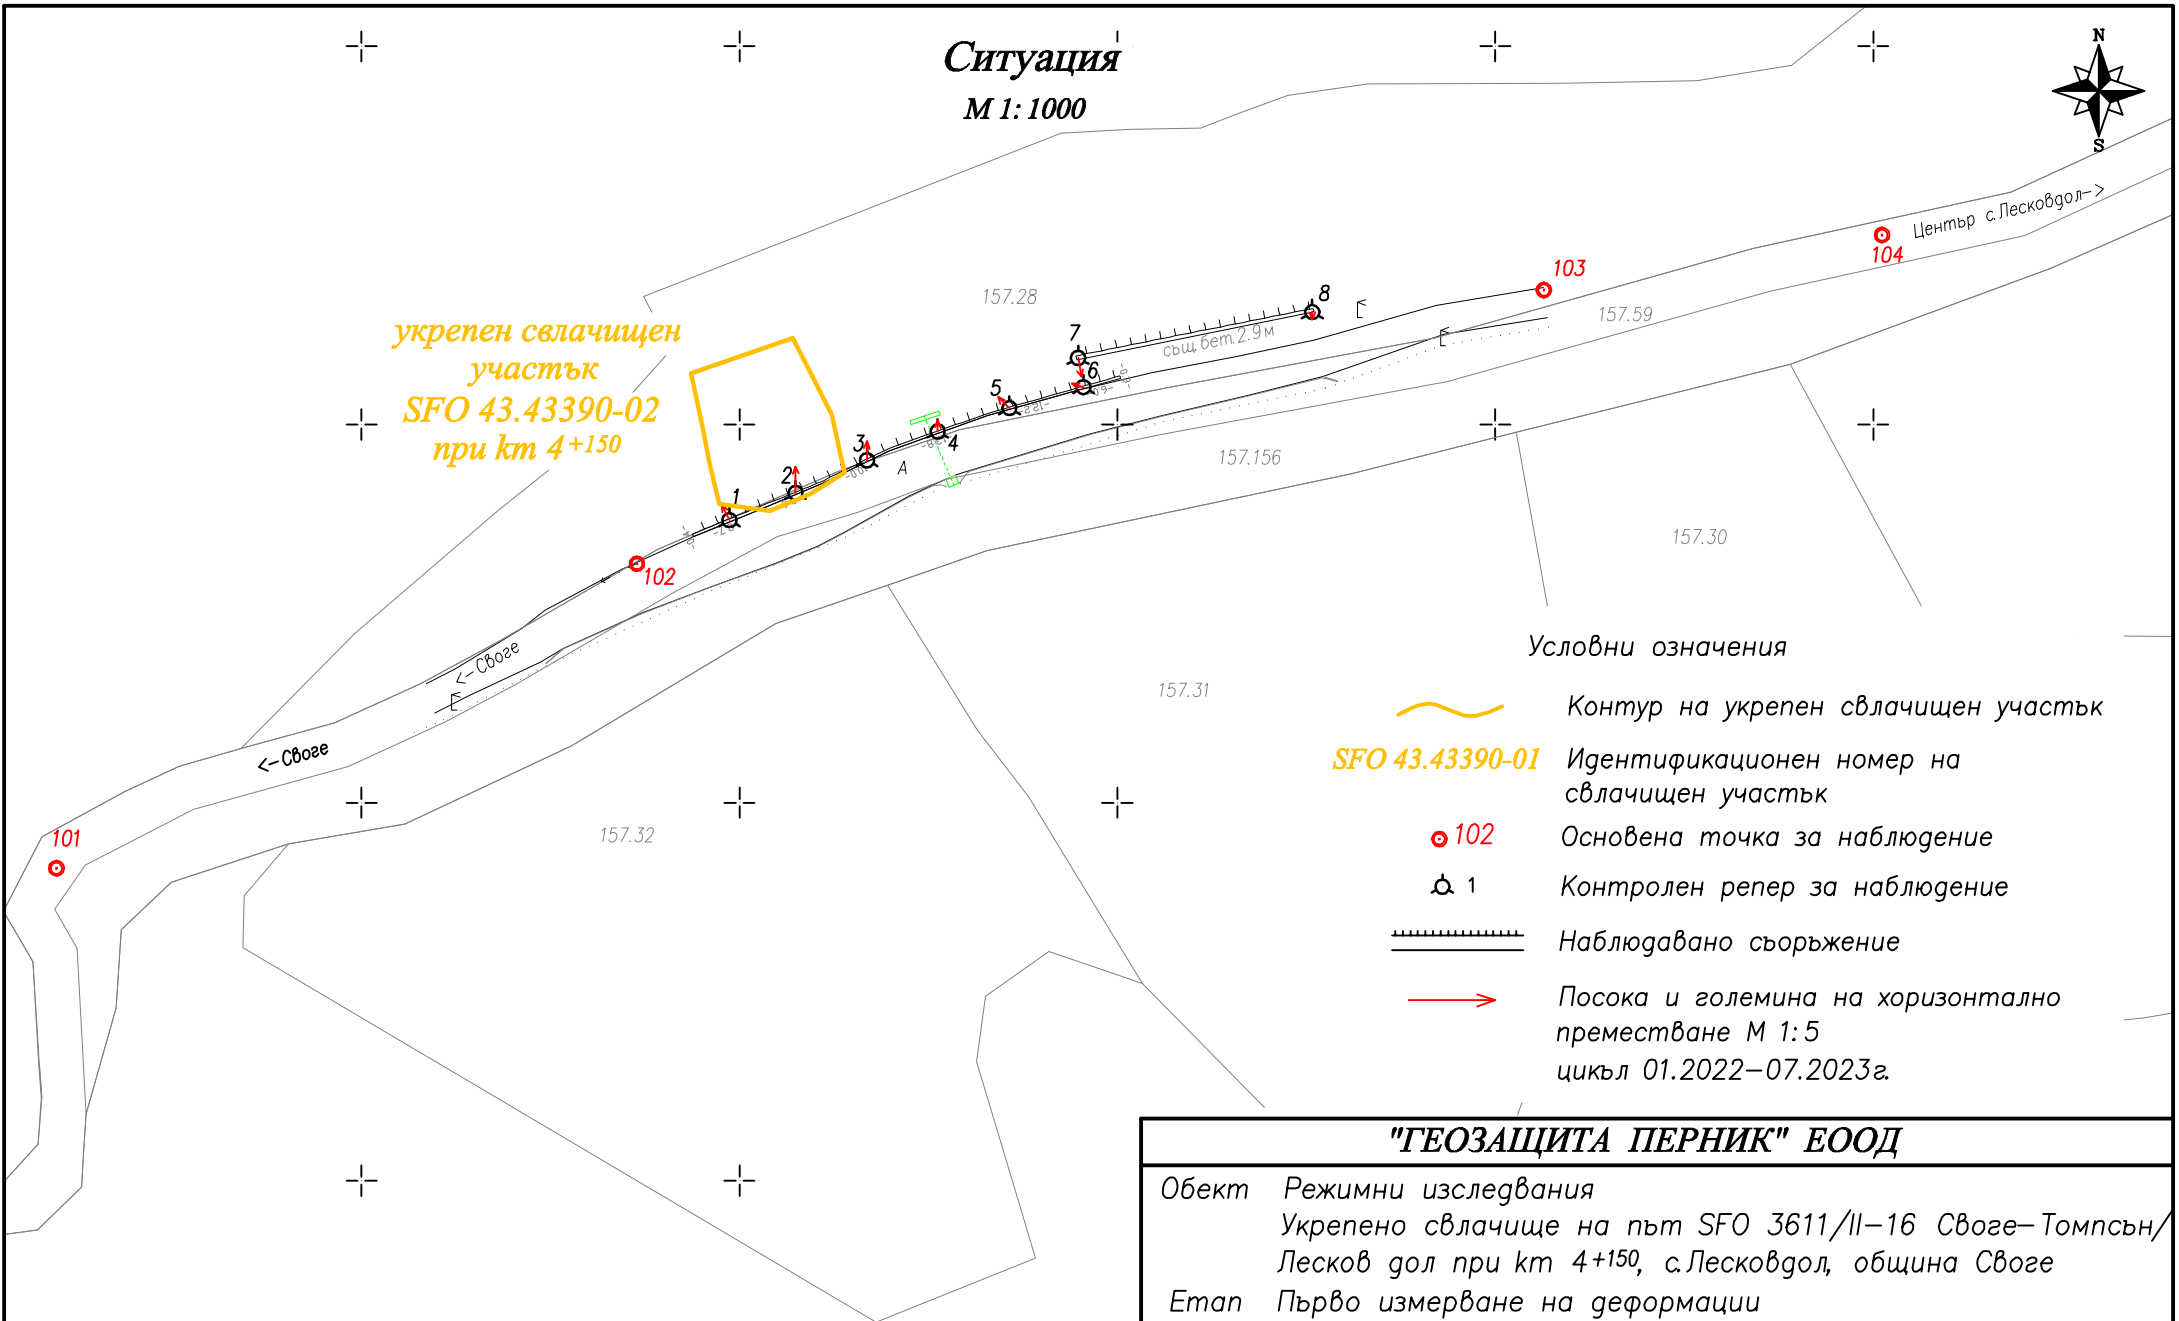 Ситуация
М 1:1000
N
S
Център с.Лесковдол->
104
103
157.59
157.28
8
същ.бет.2.9м
7
6
5
4
3
А
2
1
укрепен свлачищен
участък
SFO 43.43390-02
при km 4+150
102
157.156
157.30
<-Своге
<-Своге
157.31
157.32
101
Условни означения
Контур на укрепен свлачищен участък
SFO 43.43390-01 Идентификационен номер на
свлачищен участък
102 Основена точка за наблюдение
1 Контролен репер за наблюдение
Наблюдавано съоръжение
Посока и големина на хоризонтално
преместване М 1:5
цикъл 01.2022-07.2023г.
"ГЕОЗАЩИТА ПЕРНИК" ЕООД
Обект Режимни изследвания
Укрепено свлачище на път SFO 3611/II-16 Своге-Томпсън/
Лесков дол при km 4+150, с.Лесковдол, община Своге
Етап Първо измерване на деформации